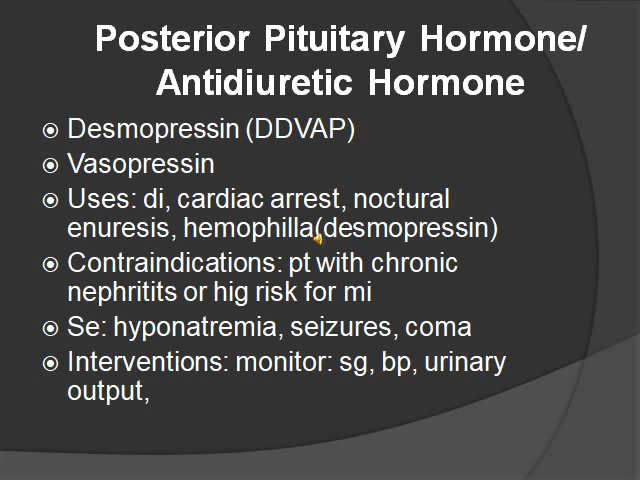 Posterior Pituitary Hormone/
Antidiuretic Hormone
Desmopressin (DDVAP)
Vasopressin
Uses: di, cardiac arrest, noctural
enuresis, hemophilla(desmopressin)
Contraindications: pt with chronic
nephritits or hig risk for mi
Se: hyponatremia, seizures, coma
Interventions: monitor: sg, bp, urinary
output,